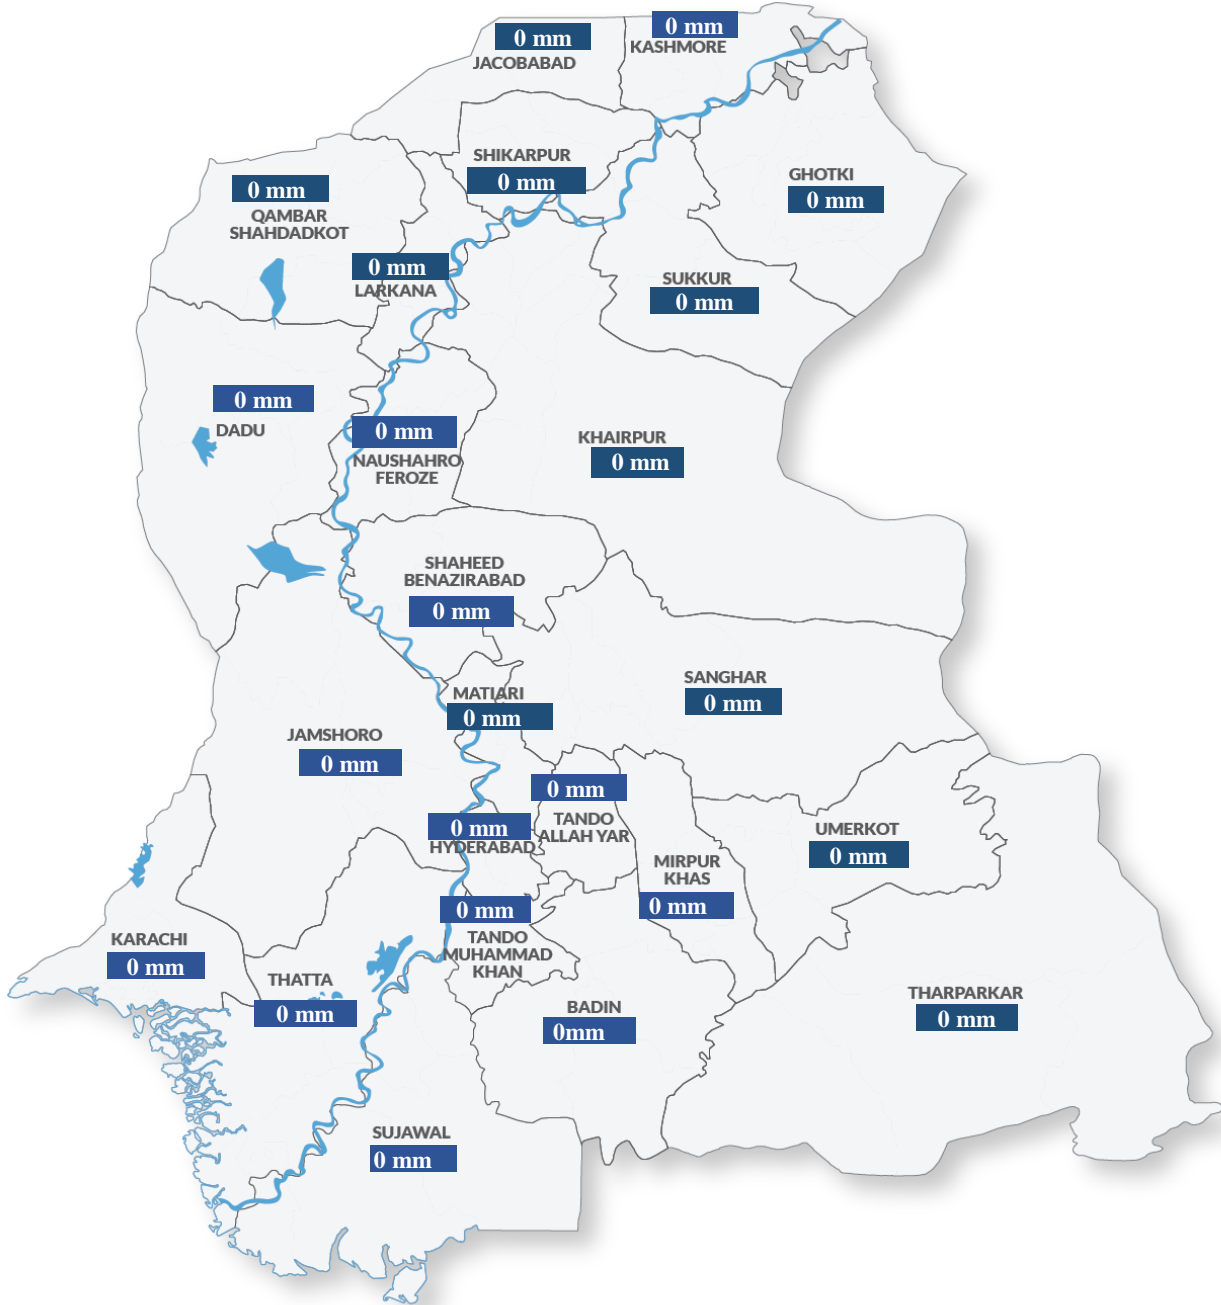 0 mm
KASHMORE
0 mm
JACOBABAD
SHIKARPUR
0 mm
GHOTKI
0 mm
0 mm
QAMBAR
SHAHDADKOT
0 mm
LARKANA
SUKKUR
0 mm
0 mm
DADU
0 mm
NAUSHAHRO
FEROZE
KHAIRPUR
0 mm
SHAHEED
BENAZIRABAD
0 mm
SANGHAR
0 mm
MATIARI
0 mm
JAMSHORO
0 mm
0 mm
TANDO
ALLAH YAR
0 mm
HYDERABAD
UMERKOT
0 mm
MIRPUR
KHAS
0 mm
0 mm
TANDO
MUHAMMAD
KHAN
KARACHI
0 mm
THATTA
0 mm
BADIN
0mm
THARPARKAR
0 mm
SUJAWAL
0 mm